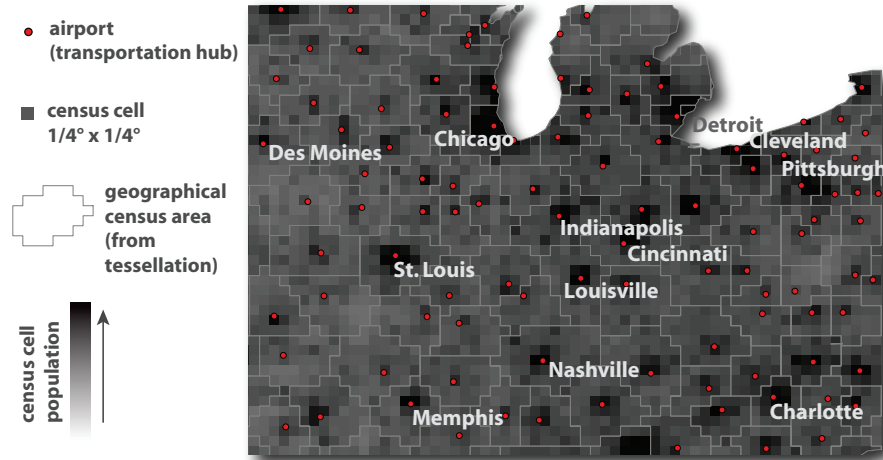 airport
(transportation hub)
census cell
1/4° x 1/4°
geographical
census area
(from
tessellation)
census cell
population
Detroit
Chicago
Cleveland
Des Moines
Pittsburgh
Indianapolis
Cincinnati
St. Louis
Louisville
Nashville
Memphis
Charlotte